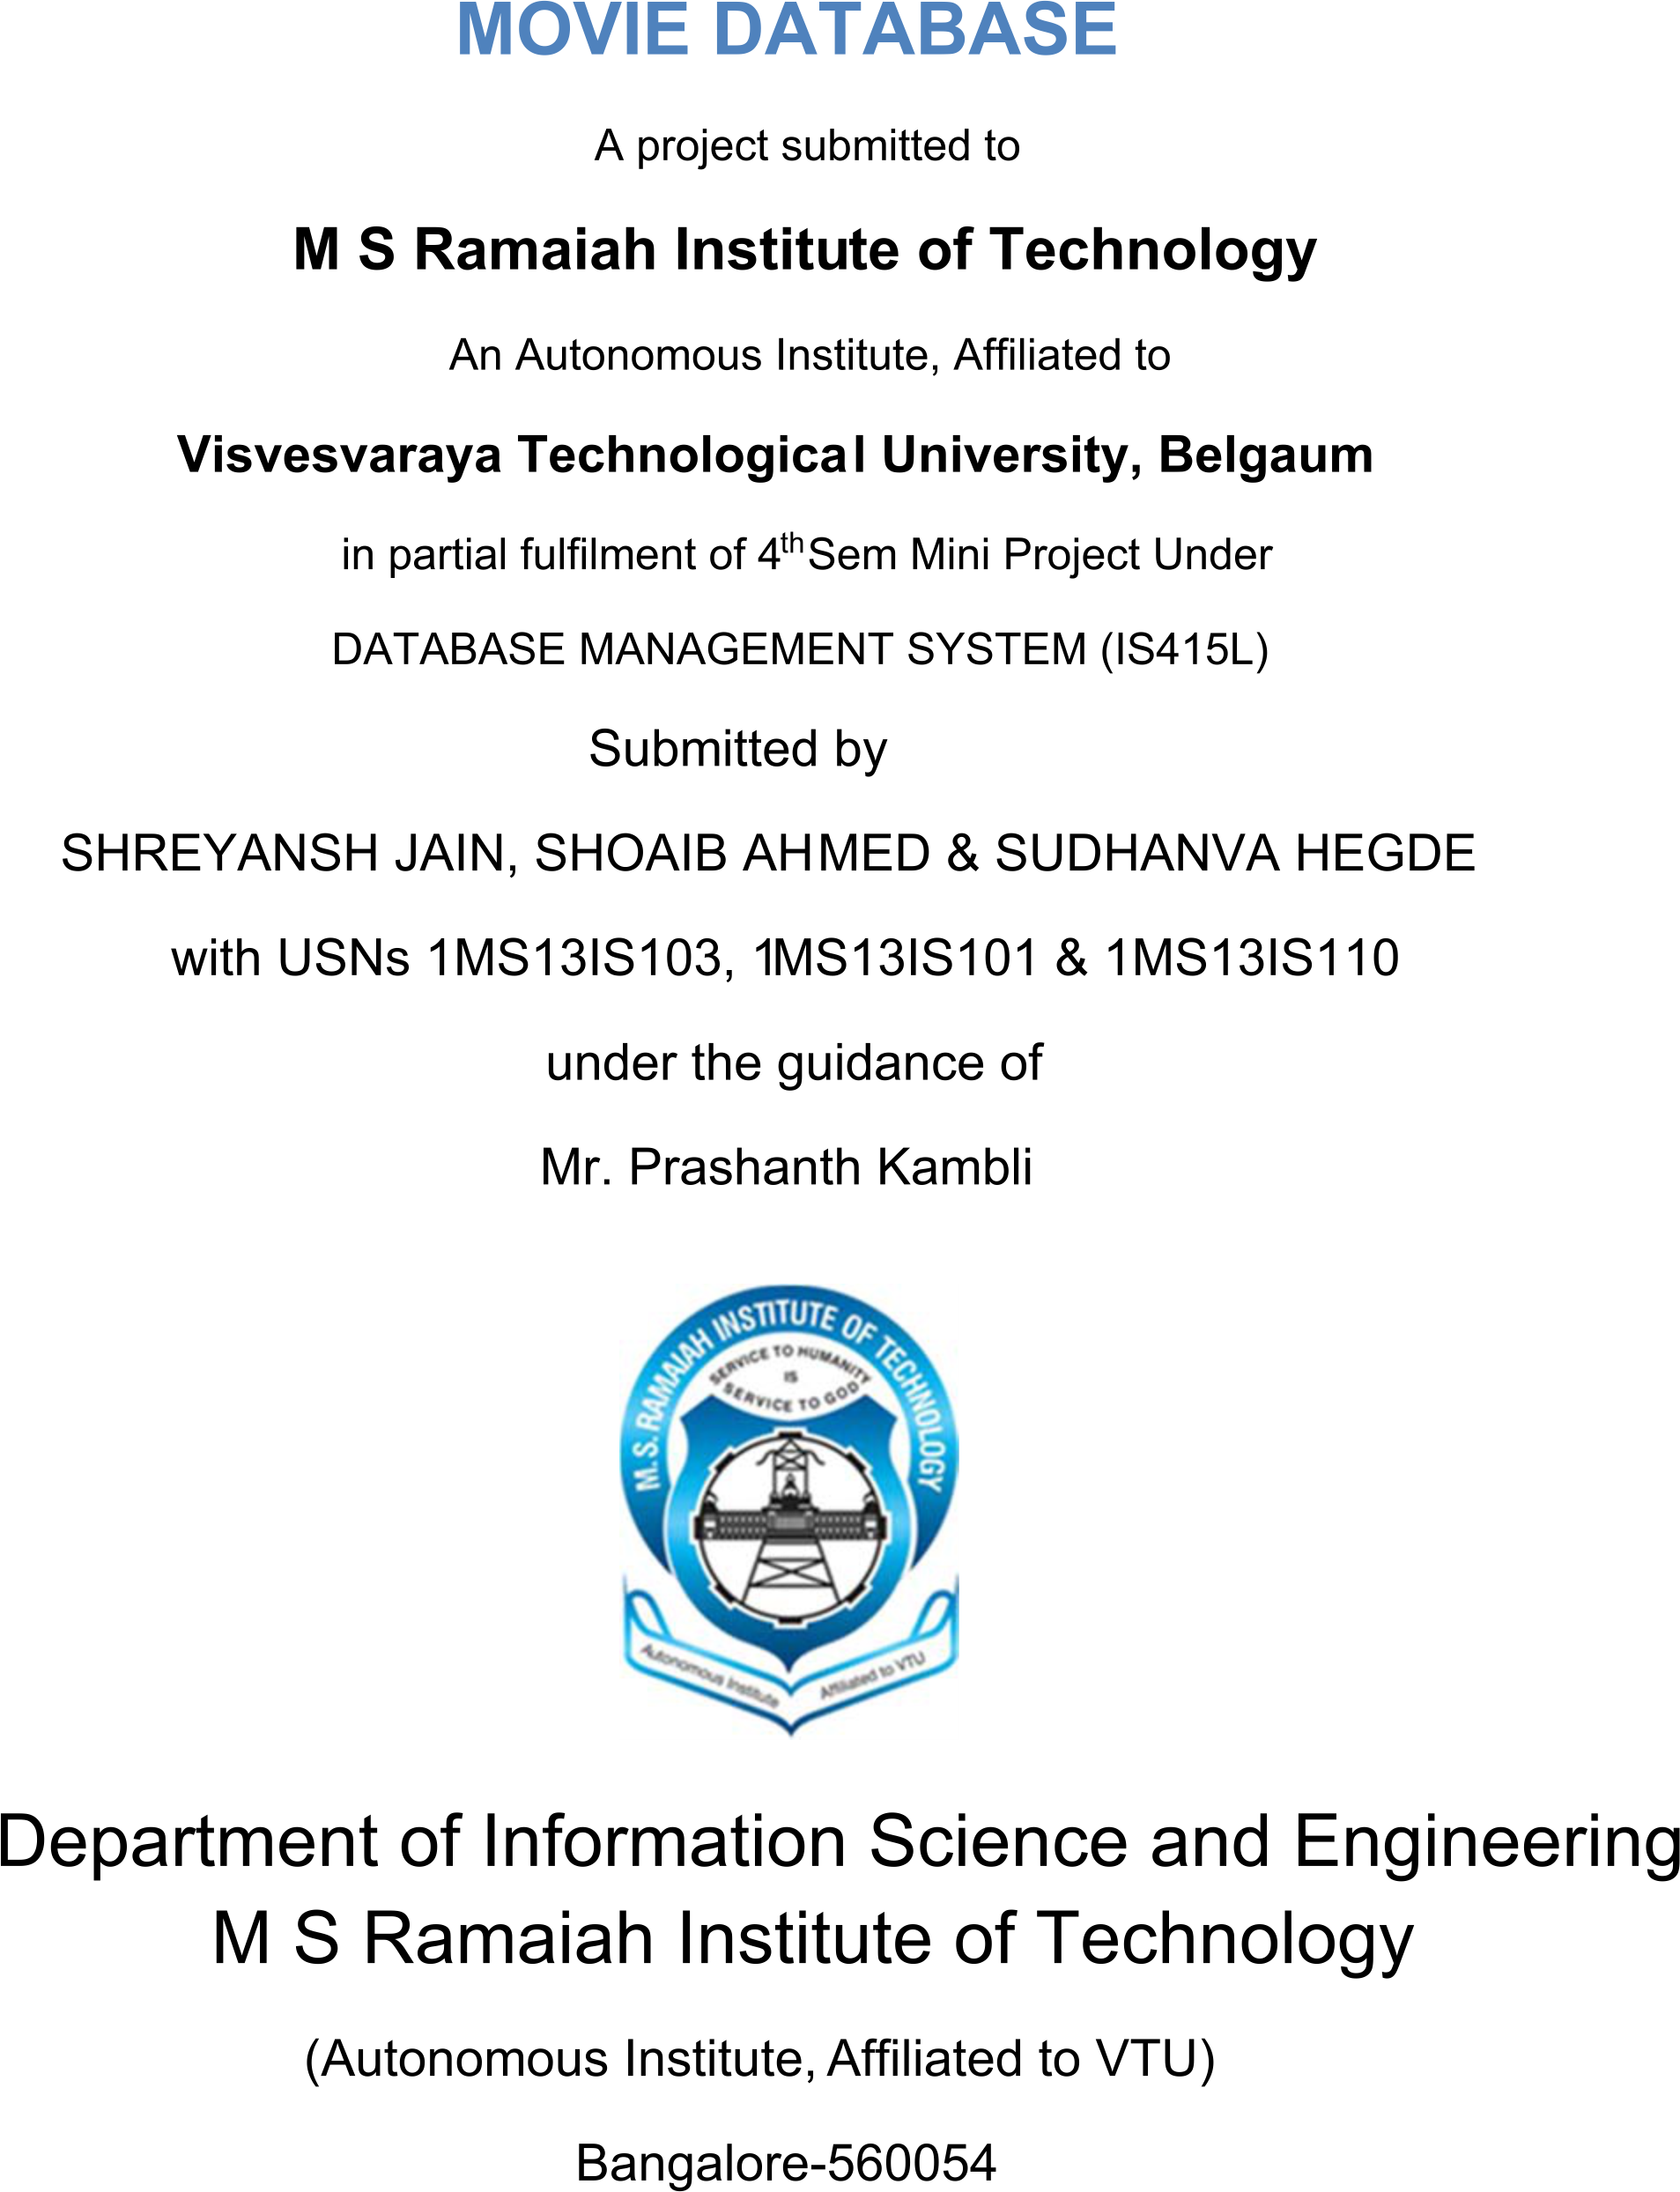 MOVIE DATABASE
A project submitted to
M S Ramaiah Institute of Technology
An Autonomous Institute, Affiliated to
Visvesvaraya Technological University, Belgaum
in partial fulfilment of 4th Sem Mini Project Under
DATABASE MANAGEMENT SYSTEM (IS415L)
Submitted by
SHREYANSH JAIN, SHOAIB AHMED & SUDHANVA HEGDE
with USNs 1MS13IS103, 1MS13IS101 & 1MS13IS110
under the guidance of
Mr. Prashanth Kambli
M.S. RAMAIAH INSTITUTE OF TECHNOLOGY
SERVICE TO HUMANITY
IS
SERVICE TO GOD
Autonomous Institute
Affiliated to VTU
Department of Information Science and Engineering
M S Ramaiah Institute of Technology
(Autonomous Institute, Affiliated to VTU)
Bangalore-560054